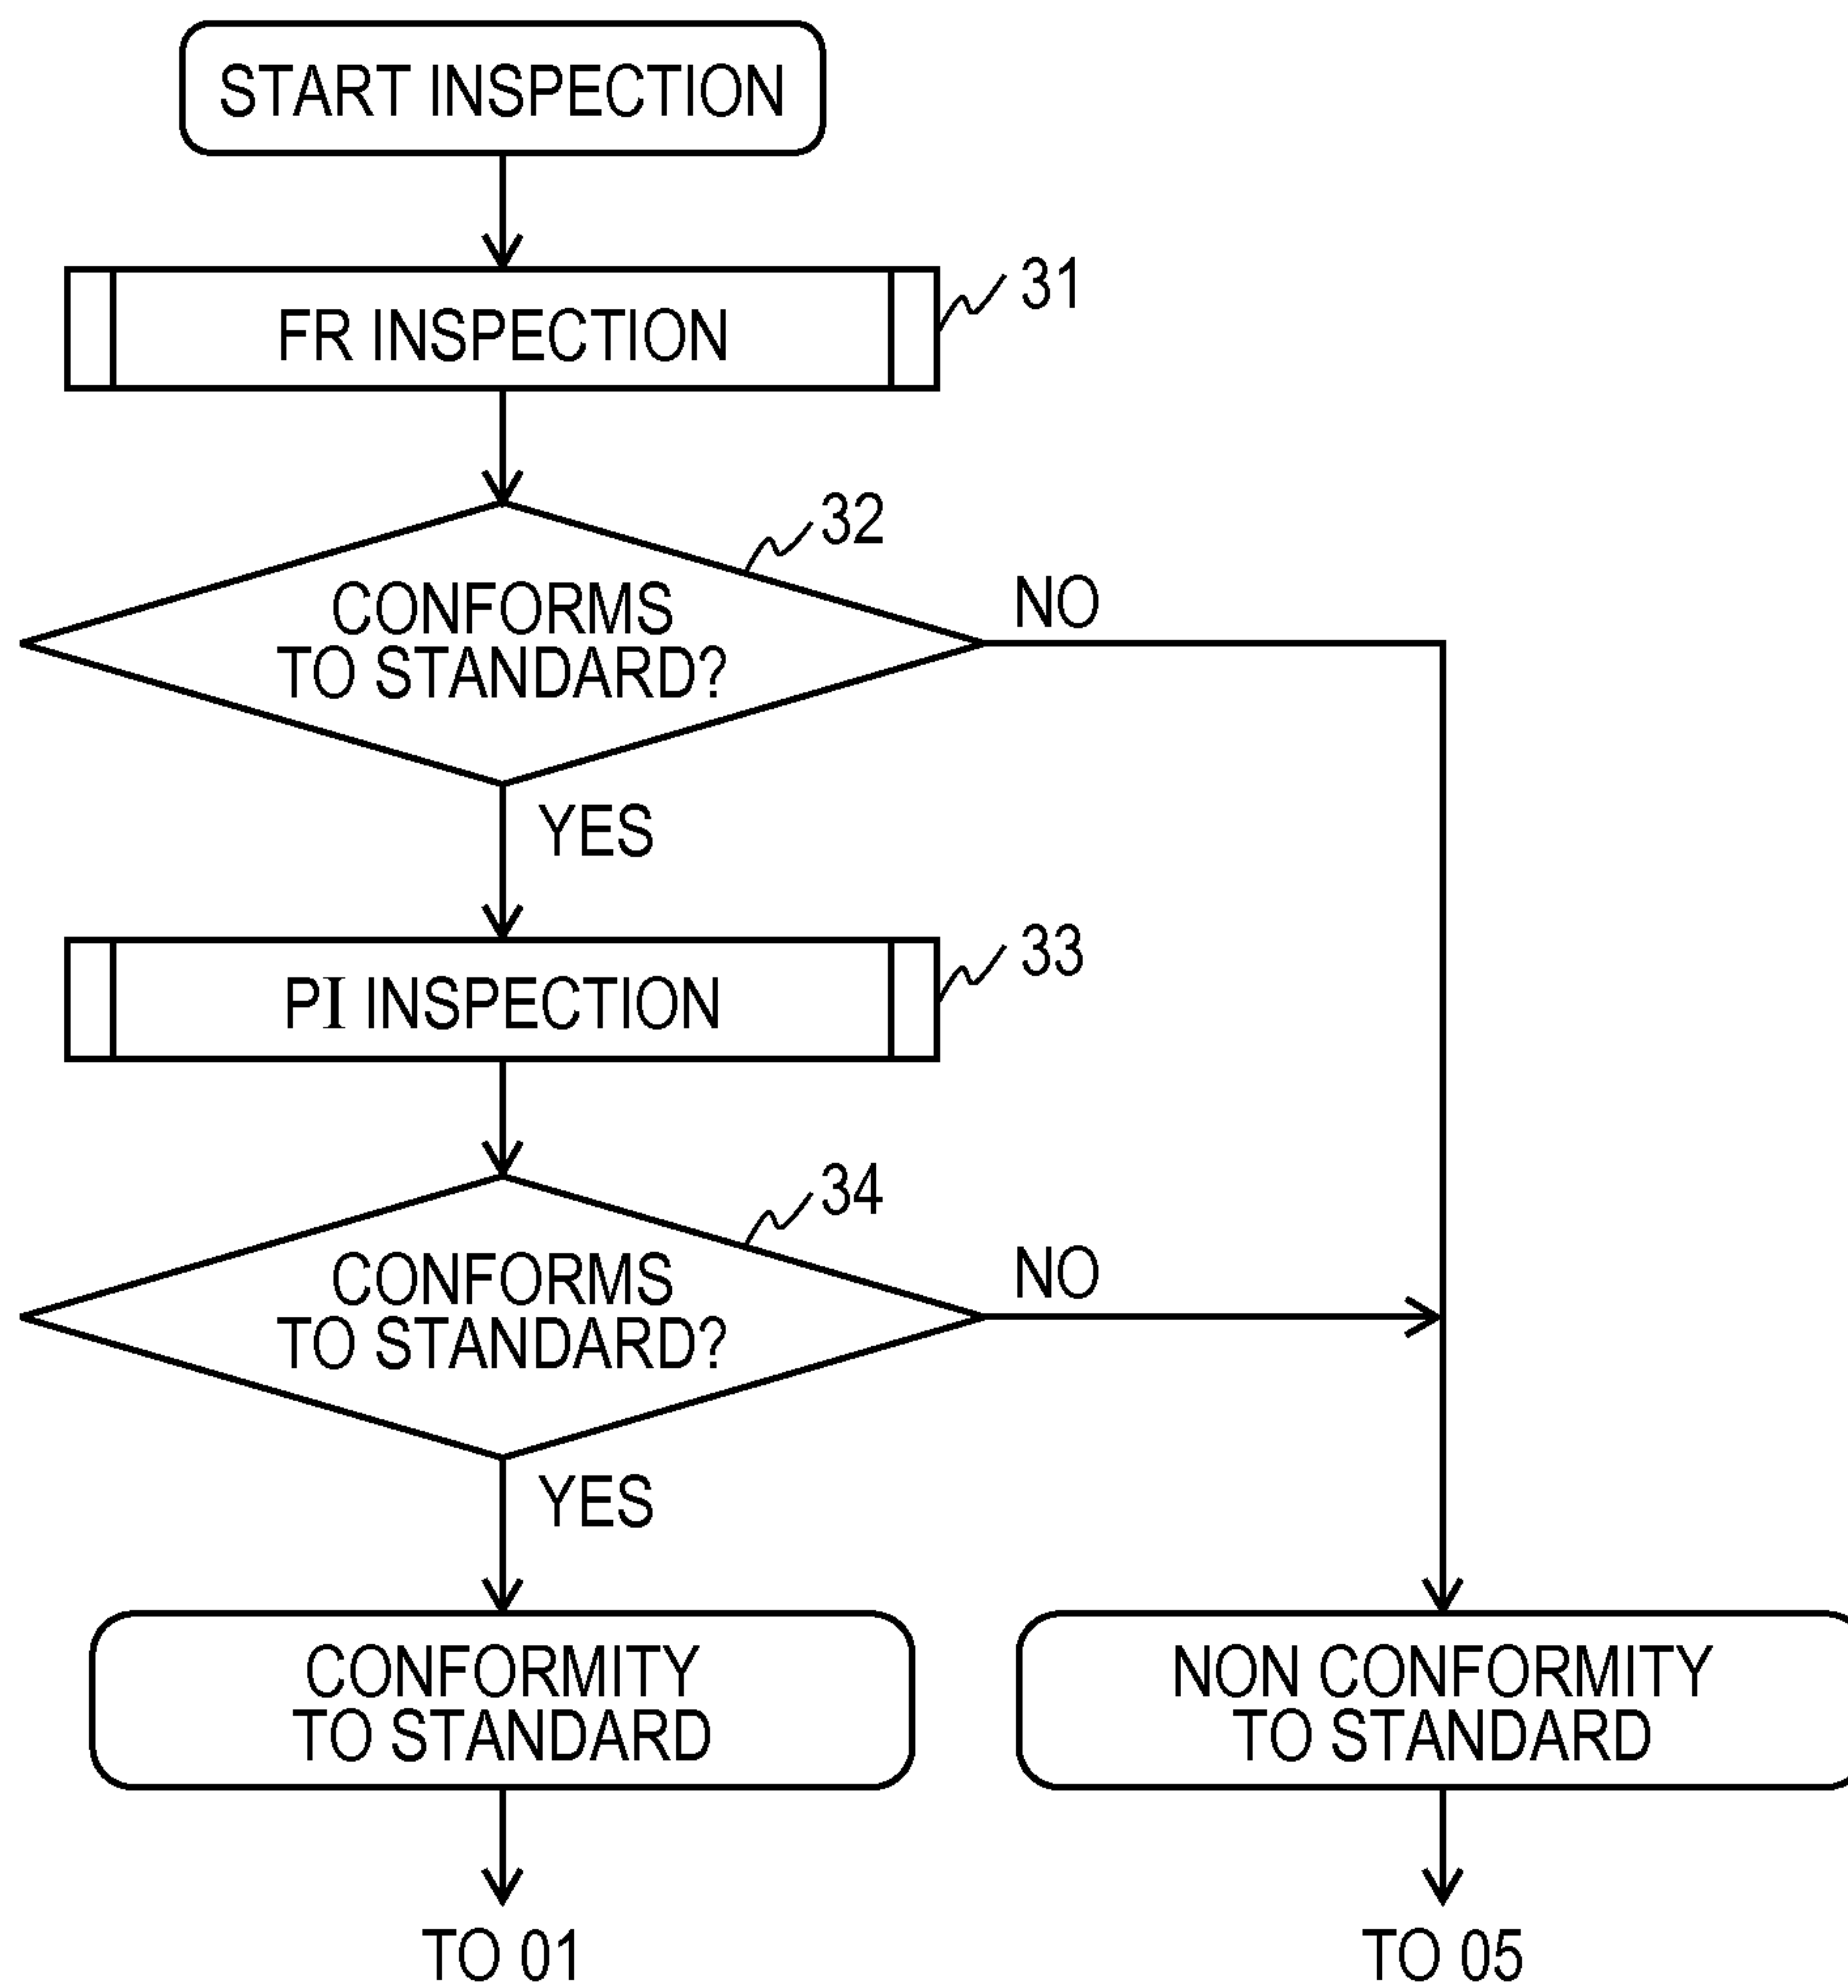 START INSPECTION
FR INSPECTION
31
32
CONFORMS
TO STANDARD?
NO
YES
PI INSPECTION
33
34
CONFORMS
TO STANDARD?
NO
YES
CONFORMITY
TO STANDARD
NON CONFORMITY
TO STANDARD
TO 01
TO 05